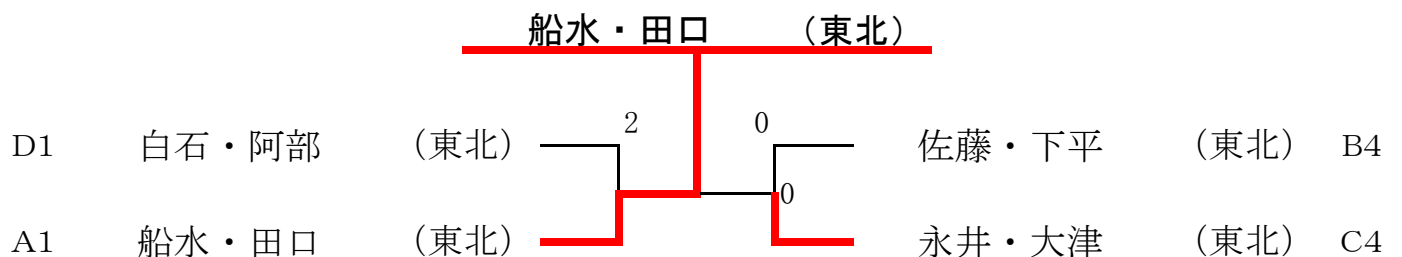 船水・田口 （東北）
2 0
D1 白石・阿部 （東北） 佐藤・下平 （東北） B4
0
A1 船水・田口 （東北） 永井・大津 （東北） C4